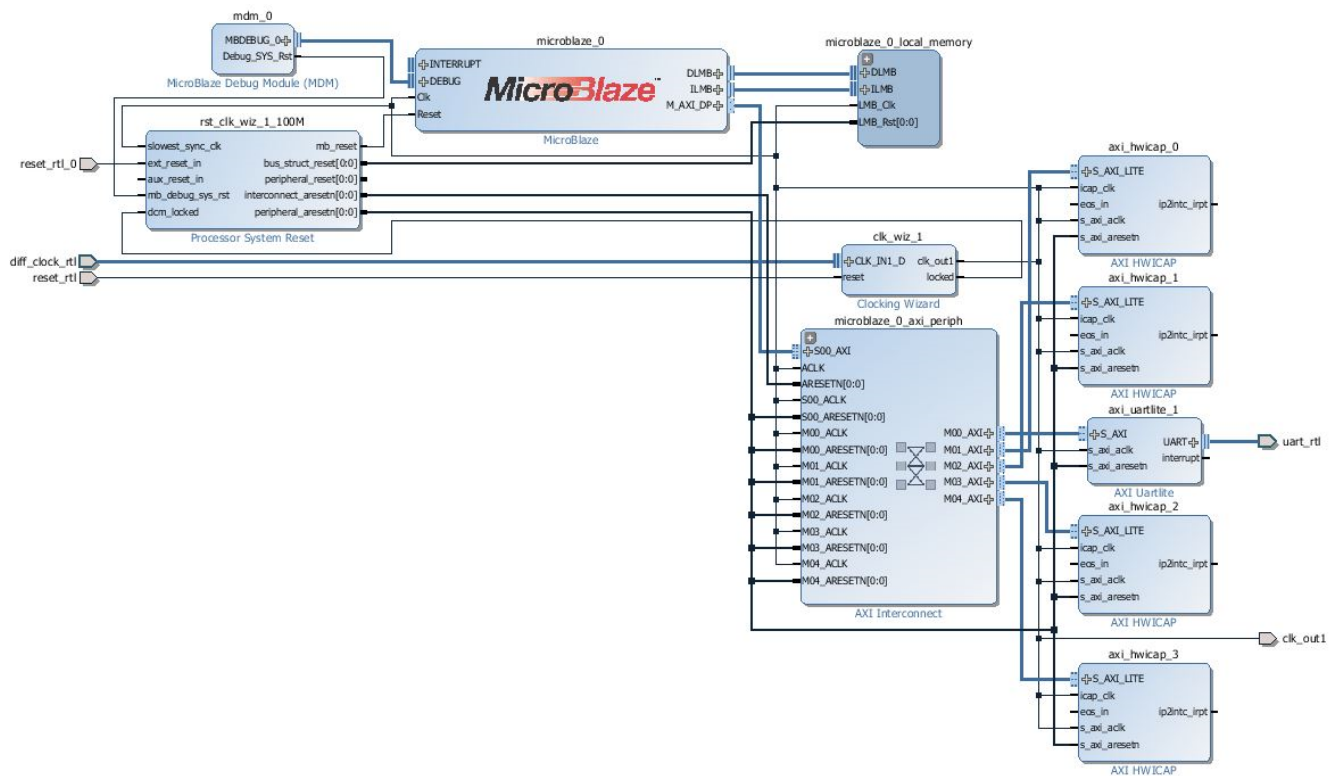 mdm_0
MBDEBUG_0
Debug_SYS_Rst
MicroBlaze Debug Module (MDM)
microblaze_0
INTERRUPT
DEBUG
Clk
Reset
MicroBlaze™
DLMB
ILMB
M_AXI_DP
MicroBlaze
microblaze_0_local_memory
DLMB
ILMB
LMB_Clk
LMB_Rst[0:0]
rst_clk_wiz_1_100M
slowest_sync_clk
ext_reset_in
aux_reset_in
mb_debug_sys_rst
dcm_locked
mb_reset
bus_struct_reset[0:0]
peripheral_reset[0:0]
interconnect_aresetn[0:0]
peripheral_aresetn[0:0]
Processor System Reset
reset_rtl_0
diff_clock_rtl
reset_rtl
clk_wiz_1
CLK_IN1_D
reset
clk_out1
locked
Clocking Wizard
microblaze_0_axi_periph
S00_AXI
ACLK
ARESETN[0:0]
S00_ACLK
S00_ARESETN[0:0]
M00_ACLK
M00_ARESETN[0:0]
M01_ACLK
M01_ARESETN[0:0]
M02_ACLK
M02_ARESETN[0:0]
M03_ACLK
M03_ARESETN[0:0]
M04_ACLK
M04_ARESETN[0:0]
M00_AXI
M01_AXI
M02_AXI
M03_AXI
M04_AXI
AXI Interconnect
axi_hwicap_0
S_AXI_LITE
icap_clk
eos_in
s_axi_aclk
s_axi_aresetn
ip2intc_irpt
AXI HWICAP
axi_hwicap_1
S_AXI_LITE
icap_clk
eos_in
s_axi_aclk
s_axi_aresetn
ip2intc_irpt
AXI HWICAP
axi_uartlite_1
S_AXI
s_axi_aclk
s_axi_aresetn
UART
interrupt
AXI Uartlite
uart_rtl
axi_hwicap_2
S_AXI_LITE
icap_clk
eos_in
s_axi_aclk
s_axi_aresetn
ip2intc_irpt
AXI HWICAP
clk_out1
axi_hwicap_3
S_AXI_LITE
icap_clk
eos_in
s_axi_aclk
s_axi_aresetn
ip2intc_irpt
AXI HWICAP